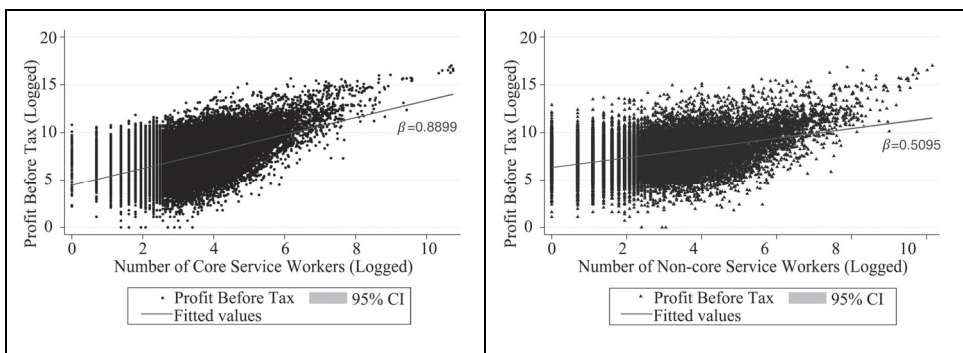 Profit Before Tax (Logged)
20
15
10
5
0
β=0.8899
0 2 4 6 8 10
Number of Core Service Workers (Logged)
Profit Before Tax 95% CI
Fitted values
Profit Before Tax (Logged)
20
15
10
5
0
β=0.5095
0 2 4 6 8 10
Number of Non-core Service Workers (Logged)
Profit Before Tax 95% CI
Fitted values